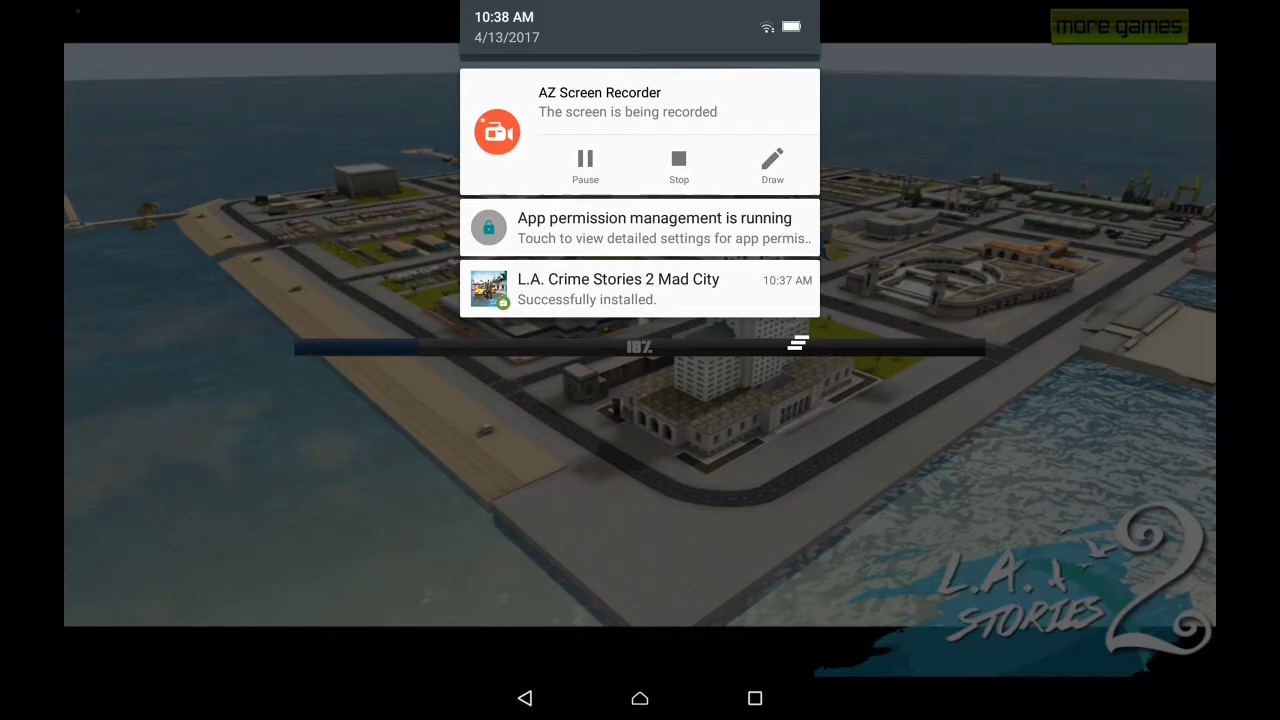 10:38 AM
4/13/2017
more games
AZ Screen Recorder
The screen is being recorded
Pause
Stop
Draw
App permission management is running
Touch to view detailed settings for app permis..
L.A. Crime Stories 2 Mad City
10:37 AM
Successfully installed.
18%
L.A.
STORIES 2